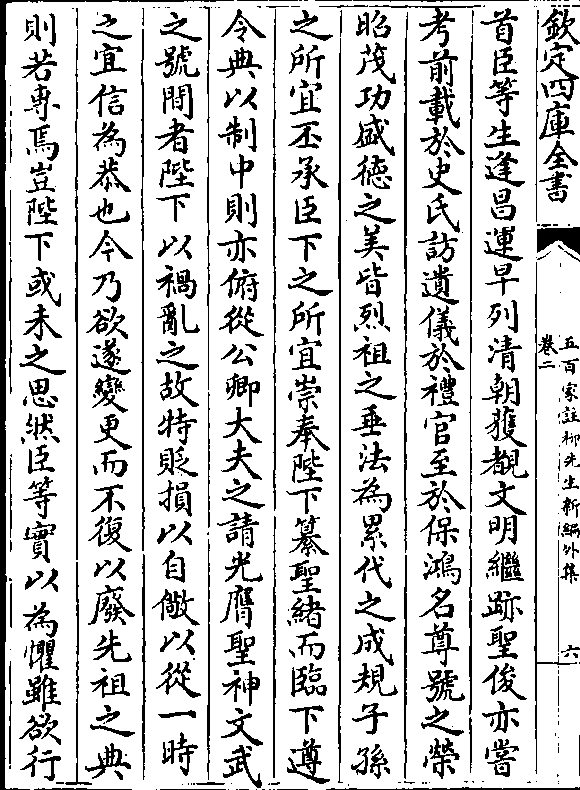 欽定四庫全書
五百家註柳先生新編外集
卷二
六
首臣等生逢昌運早列清朝獲覩文明繼跡聖俊亦嘗
考前載於史氏訪遺儀於禮官至於保鴻名尊號之榮
昭茂功盛徳之美皆烈祖之垂法為累代之成規子孫
之所宜丕承臣下之所宜崇奉陛下纂聖緒而臨下遵
令典以制中則亦俯從公卿大夫之請光膺聖神文武
之號間者陛下以禍亂之故特貶損以自儆以從一時
之宜信為恭也今乃欲遂變更而不復以廢先祖之典
則若専焉豈陛下或未之思然臣等實以為懼雖欲行